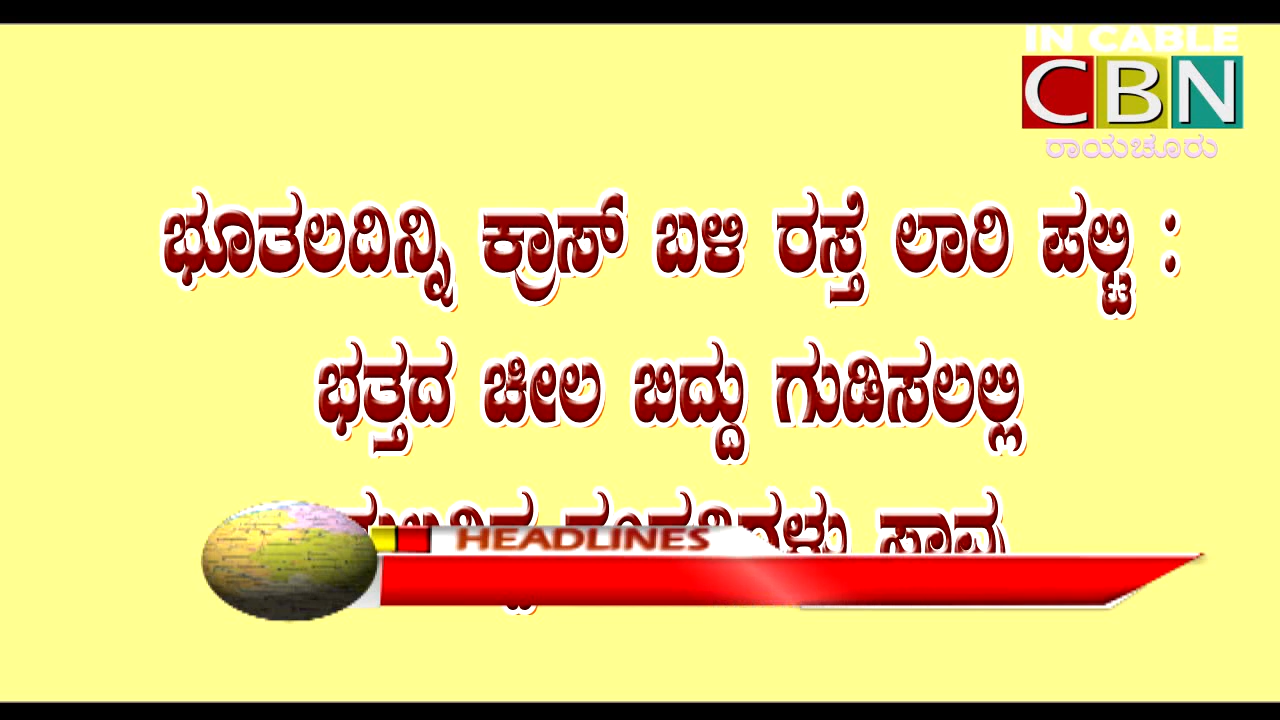 IN CABLE
CBN
ರಾಯಚೂರು
ಭೂತಲದಿನ್ನಿ ಕ್ರಾಸ್ ಬಳಿ ರಸ್ತೆ ಲಾರಿ ಪಲ್ಟಿ :
ಭತ್ತದ ಚೀಲ ಬಿದ್ದು ಗುಡಿಸಲಲ್ಲಿ
ಸಾವು
HEADLINES